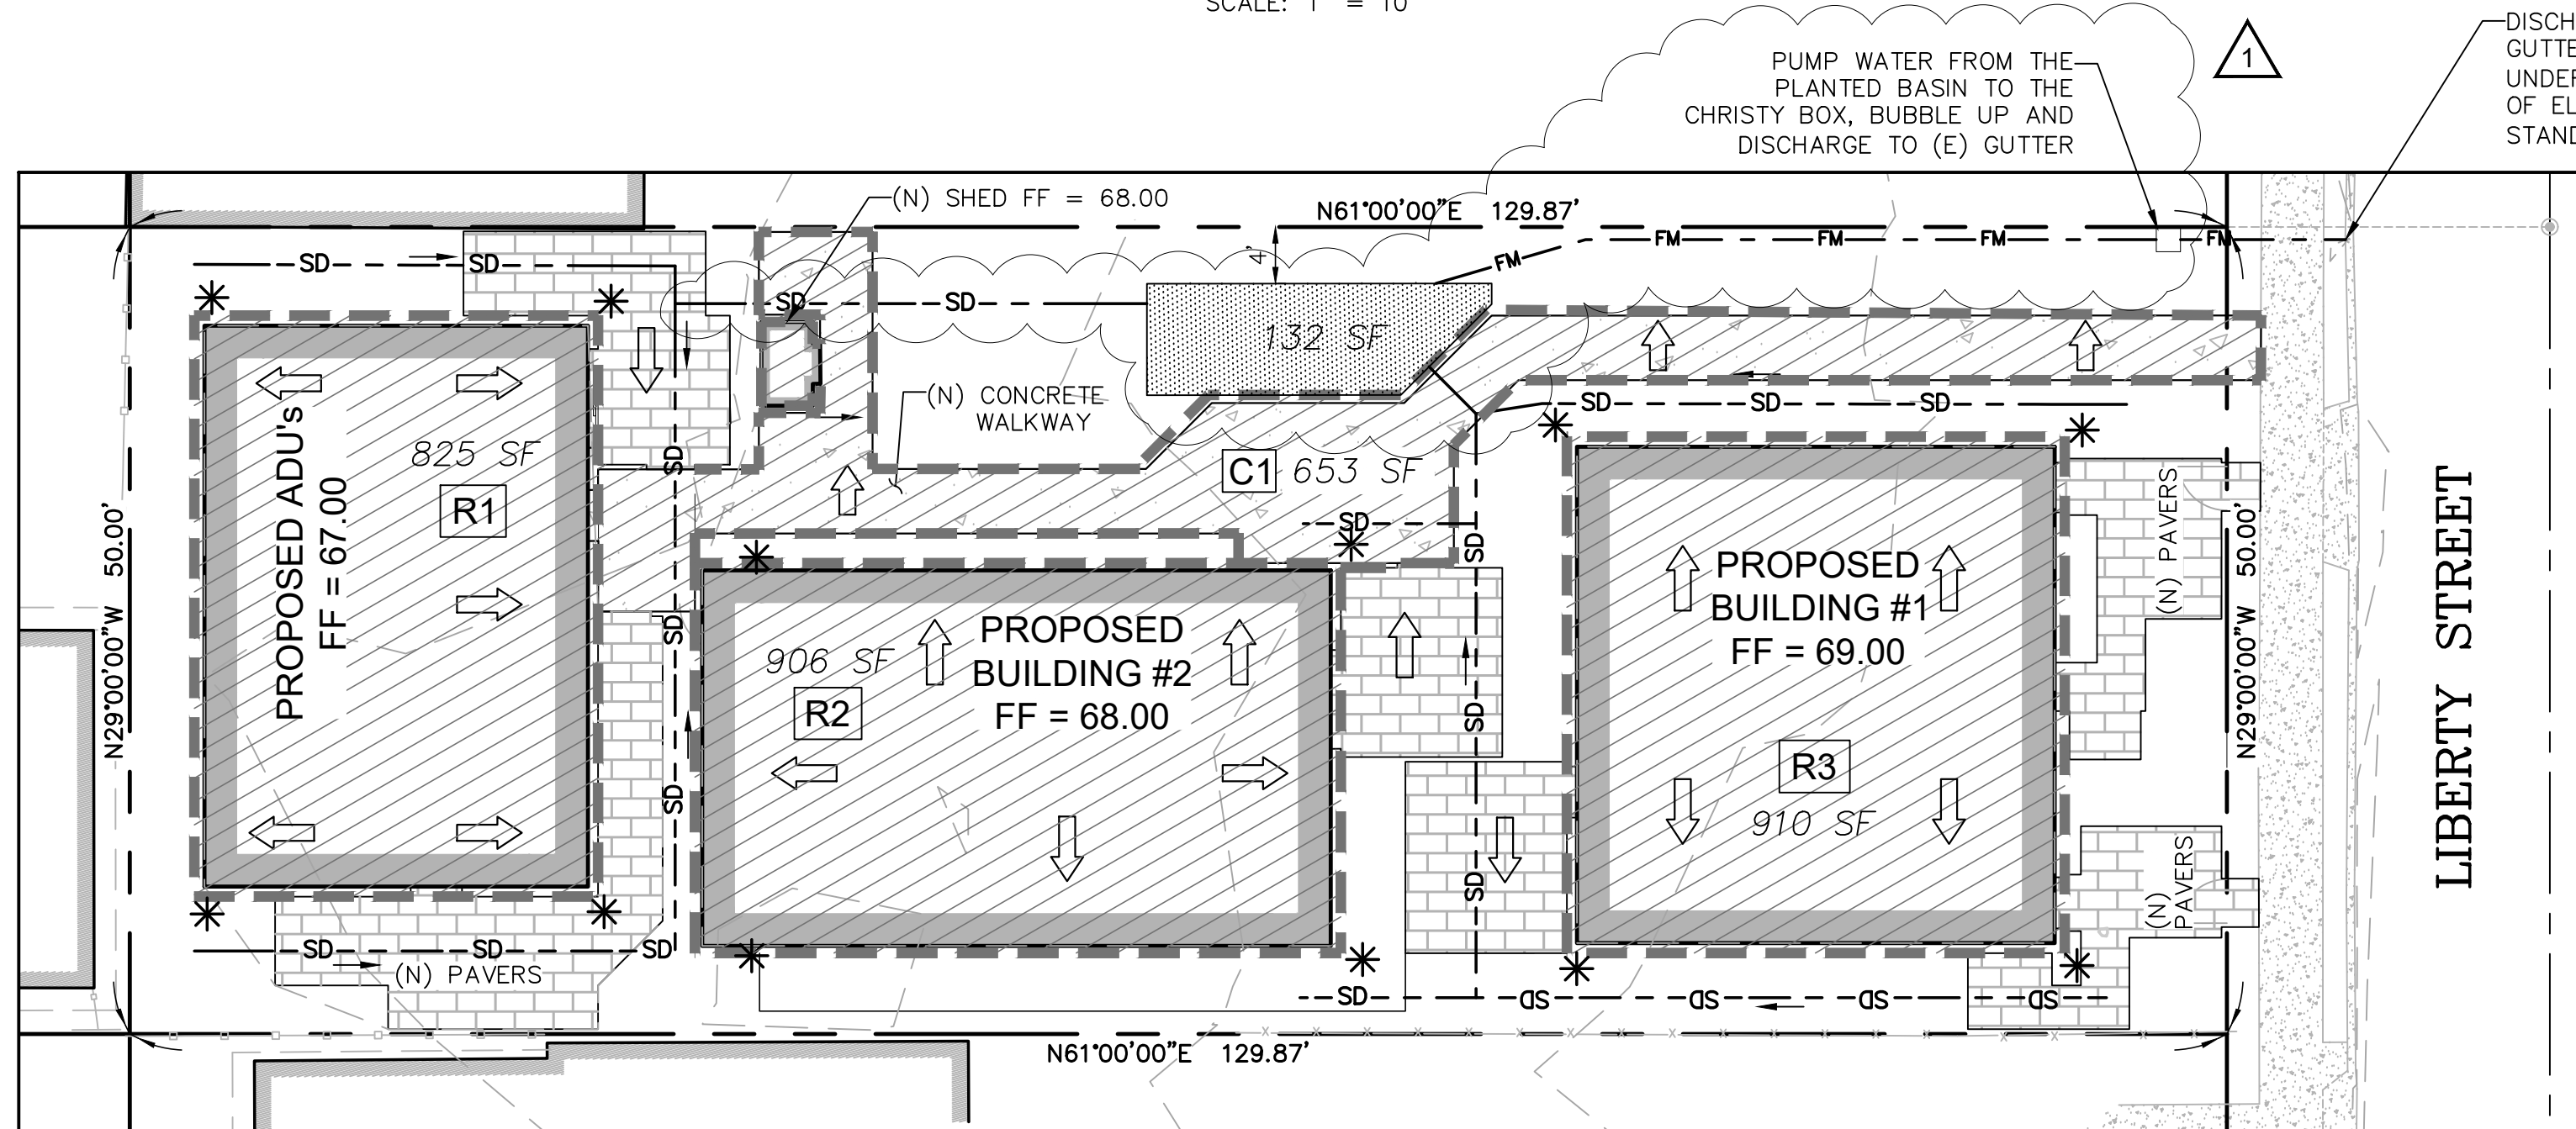 SCALE: 1" = 10'
PUMP WATER FROM THE
PLANTED BASIN TO THE
CHRISTY BOX, BUBBLE UP AND
DISCHARGE TO (E) GUTTER
1
DISCH
GUTTE
UNDER
OF EL
STAND
(N) SHED FF = 68.00
N61°00'00"E 129.87'
4'
FM
FM
FM
FM
FM
SD
SD
SD
SD
132 SF
(N) CONCRETE
WALKWAY
SD
SD
SD
PROPOSED ADU's
FF = 67.00
825 SF
R1
C1
653 SF
SD
SD
SD
N29°00'00"W 50.00'
SD
SD
906 SF
R2
PROPOSED
BUILDING #2
FF = 68.00
SD
SD
PROPOSED
BUILDING #1
FF = 69.00
R3
910 SF
(N) PAVERS
N29°00'00"W 50.00'
(N)
PAVERS
LIBERTY STREET
SD
SD
SD
(N) PAVERS
SD
SD
SD
SD
SD
N61°00'00"E 129.87'